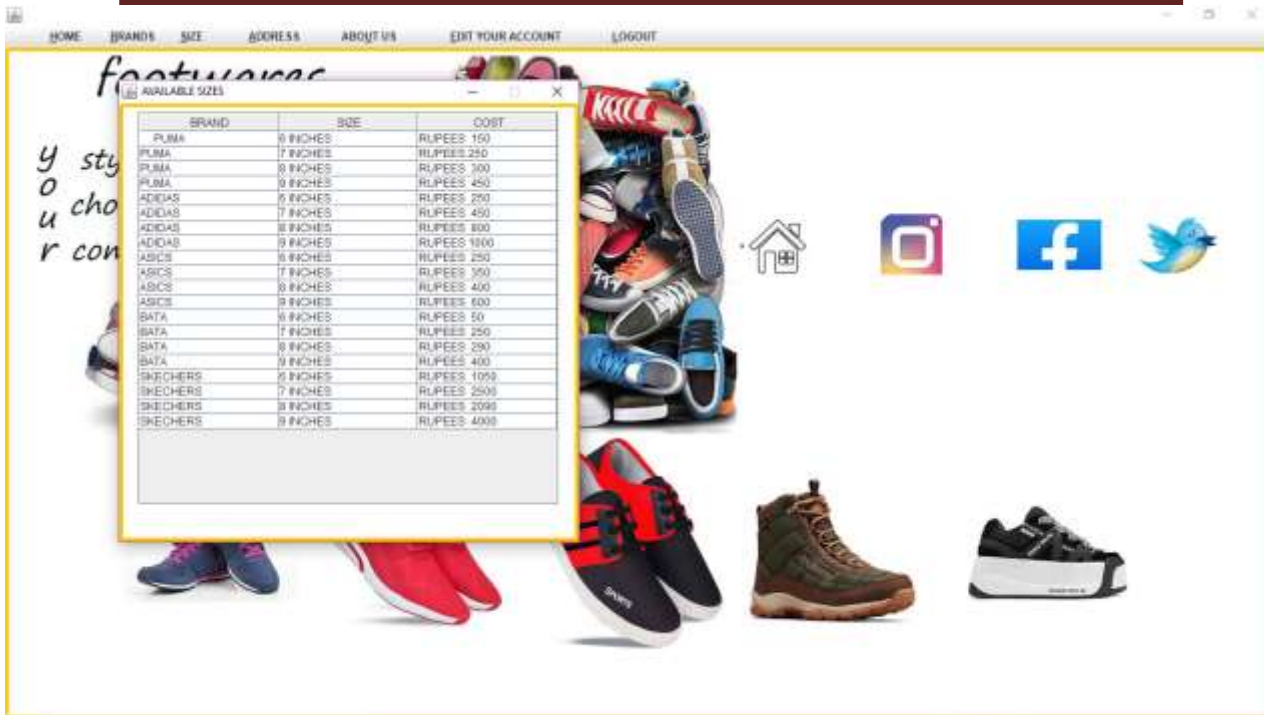 HOME BRANDS SIZE ADDRESS ABOUT US EDIT YOUR ACCOUNT LOGOUT
footwares
AVAILABLE SIZES
BRAND SIZE COST
PUMA 6 INCHES RUPEES 150
PUMA 7 INCHES RUPEES.250
PUMA 8 INCHES RUPEES 300
PUMA 9 INCHES RUPEES 450
ADIDAS 6 INCHES RUPEES 250
ADIDAS 7 INCHES RUPEES 450
ADIDAS 8 INCHES RUPEES 800
ADIDAS 9 INCHES RUPEES 1000
ASICS 6 INCHES RUPEES 250
ASICS 7 INCHES RUPEES 350
ASICS 8 INCHES RUPEES 400
ASICS 9 INCHES RUPEES 600
BATA 6 INCHES RUPEES 50
BATA 7 INCHES RUPEES 250
BATA 8 INCHES RUPEES 290
BATA 9 INCHES RUPEES 400
SKECHERS 6 INCHES RUPEES 1050
SKECHERS 7 INCHES RUPEES 2500
SKECHERS 8 INCHES RUPEES 2090
SKECHERS 9 INCHES RUPEES 4000
your
sty
cho
con
SPORTS